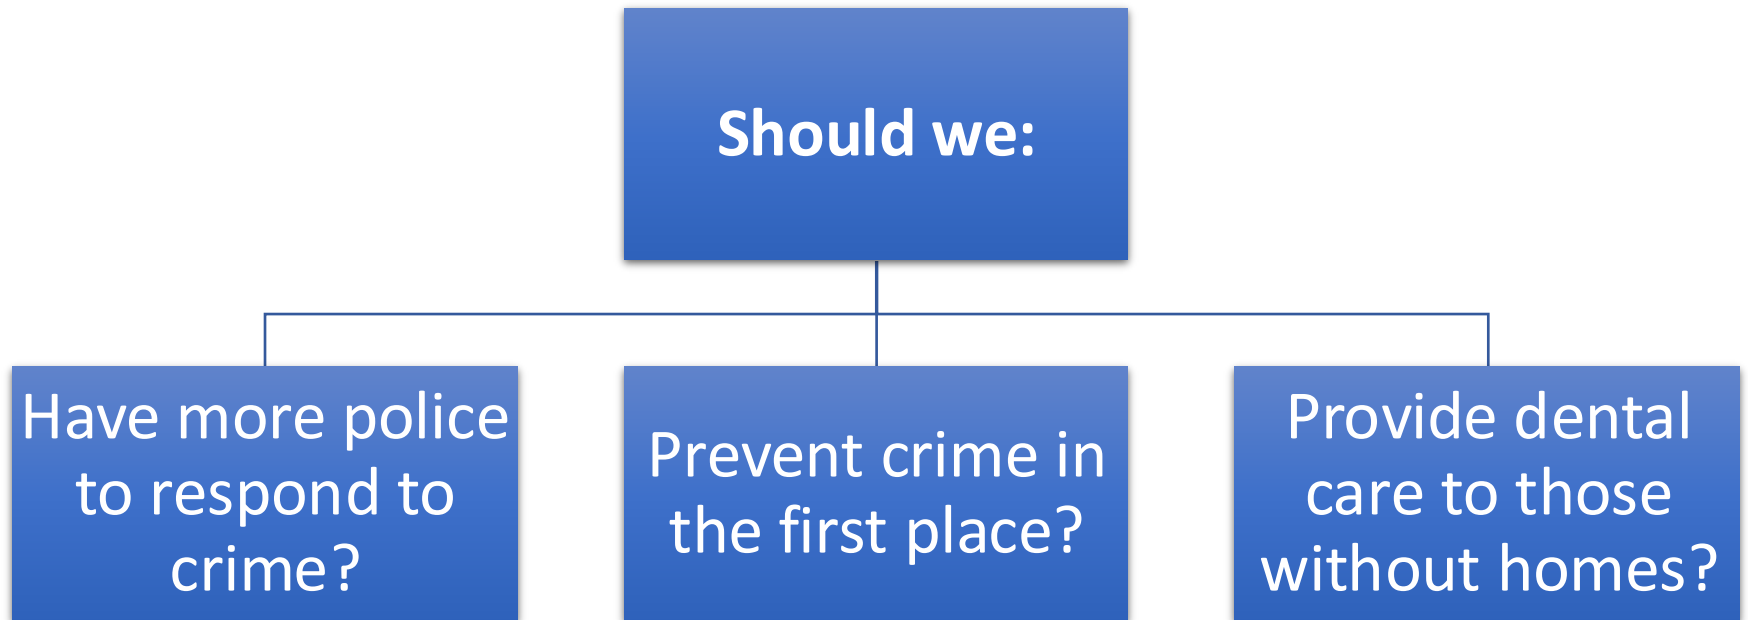 Should we:
Have more police
to respond to
crime?
Prevent crime in
the first place?
Provide dental
care to those
without homes?